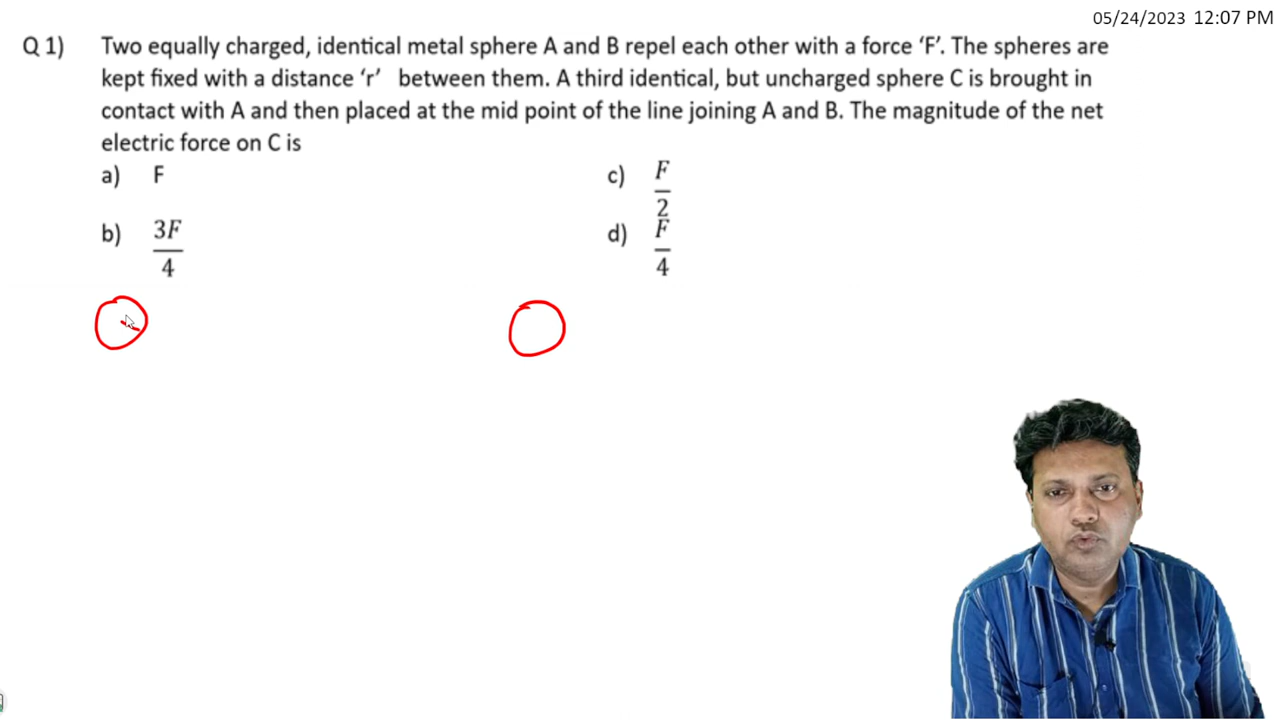 05/24/2023 12:07 PM
Q 1) Two equally charged, identical metal sphere A and B repel each other with a force ‘F’. The spheres are
kept fixed with a distance ‘r’ between them. A third identical, but uncharged sphere C is brought in
contact with A and then placed at the mid point of the line joining A and B. The magnitude of the net
electric force on C is
a) F
c) F/2
b) 3F/4
d) F/4